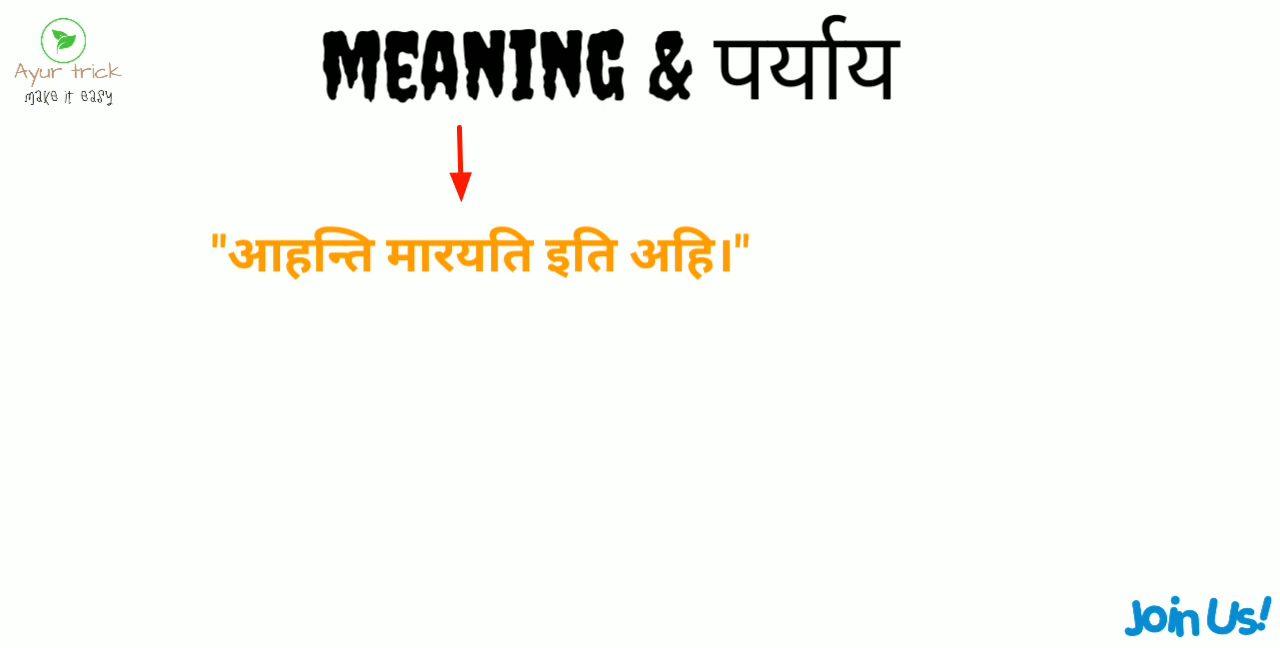 Ayur trick
make it easy
MEANING & पर्याय
"आहन्ति मारयति इति अहि।"
Join Us!